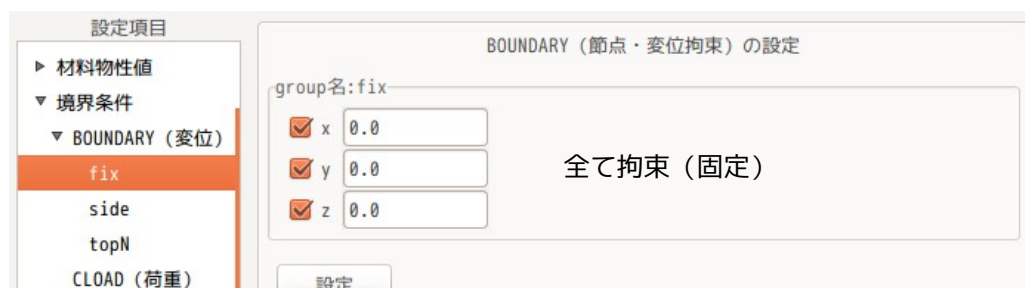 設定項目
▶ 材料物性値
▼ 境界条件
▼ BOUNDARY (変位)
fix
side
topN
CLOAD (荷重)
BOUNDARY (節点・変位拘束) の設定
group名:fix
x 0.0
y 0.0
z 0.0
全て拘束（固定）
設定